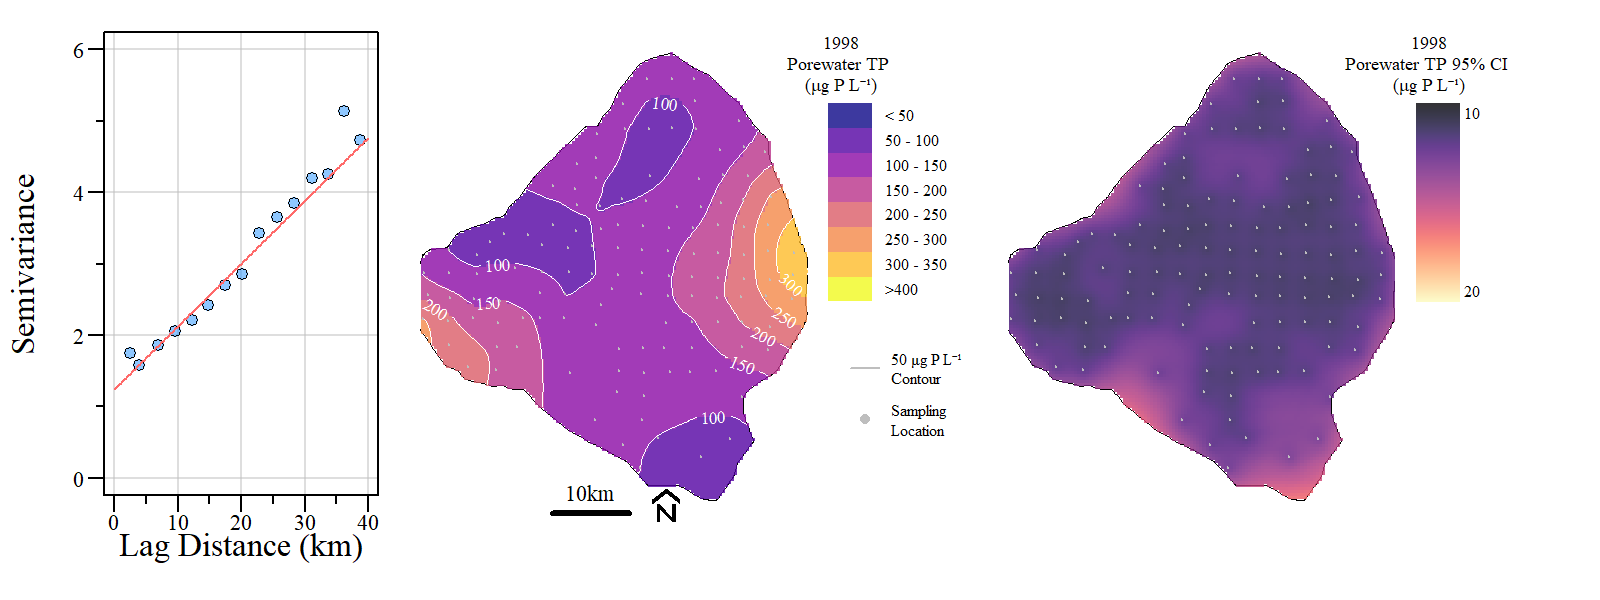 6
4
2
0
Semivariance
0 10 20 30 40
Lag Distance (km)
100
100
150
200
300
250
200
150
100
10km
N
1998
Porewater TP
(μg P L⁻¹)
< 50
50 - 100
100 - 150
150 - 200
200 - 250
250 - 300
300 - 350
>400
50 μg P L⁻¹
Contour
Sampling
Location
1998
Porewater TP 95% CI
(μg P L⁻¹)
10
20